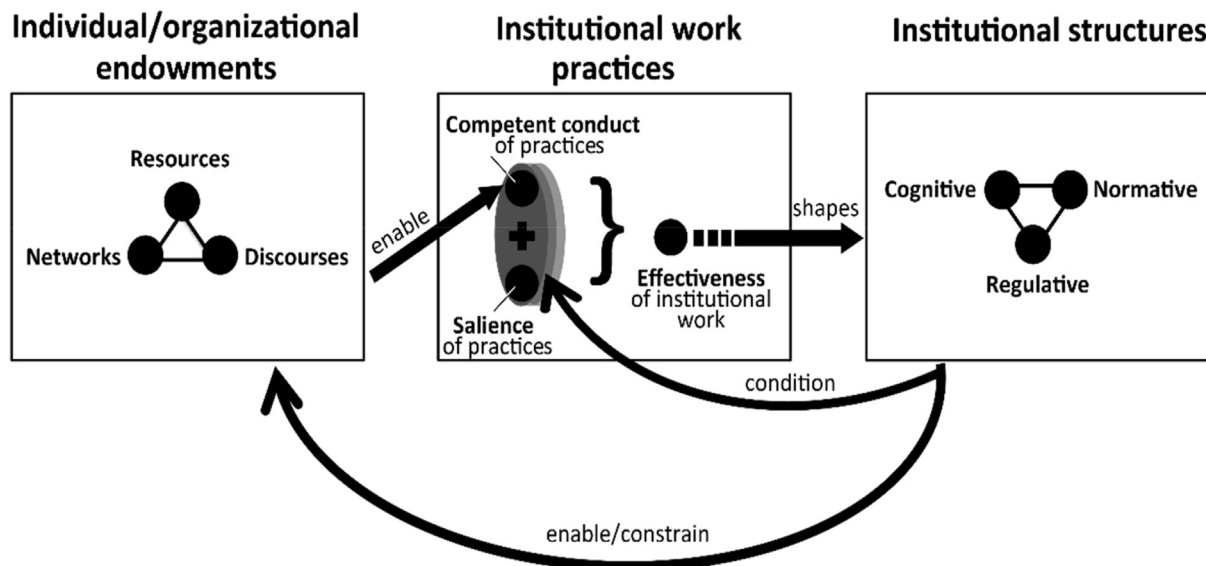 Individual/organizational
endowments
Institutional work
practices
Institutional structures
Resources
Networks
Discourses
enable
Competent conduct
of practices
+
Salience
of practices
}
Effectiveness
of institutional
work
shapes
Cognitive
Normative
Regulative
condition
enable/constrain